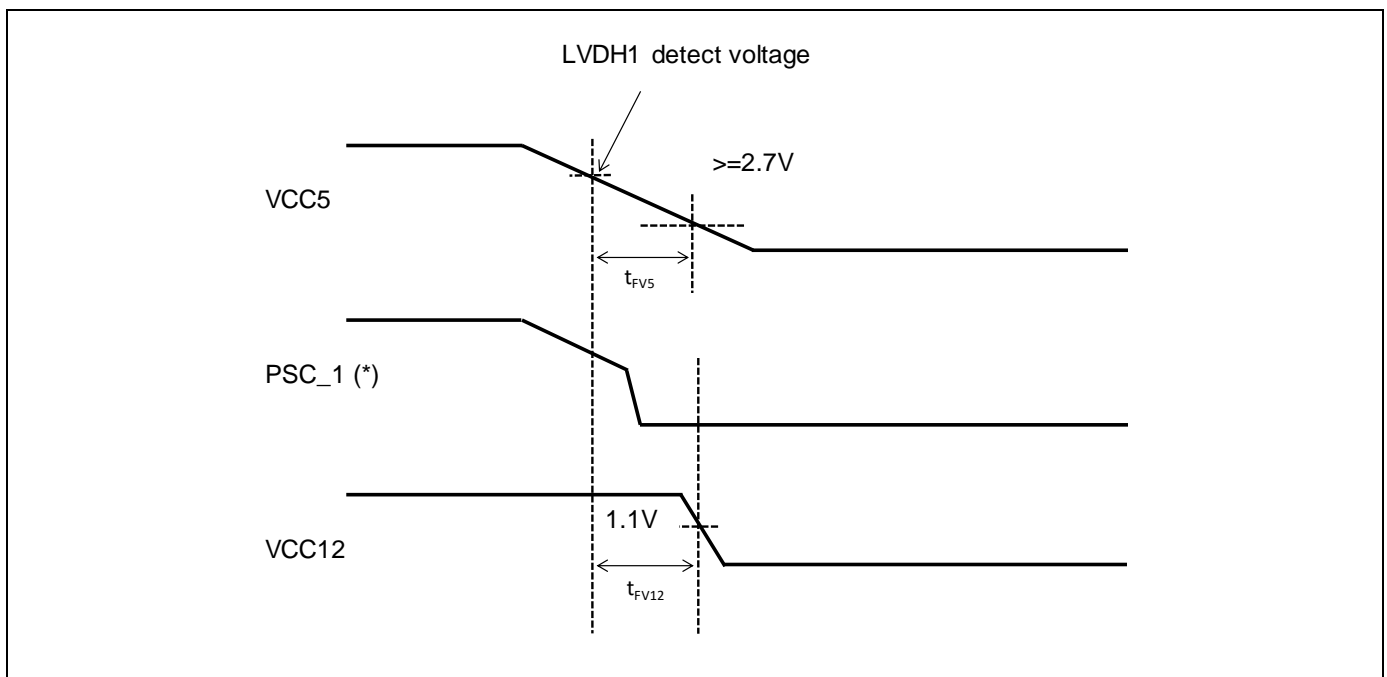 LVDH1 detect voltage
>=2.7V
VCC5
tFV5
PSC_1 (*)
1.1V
VCC12
tFV12